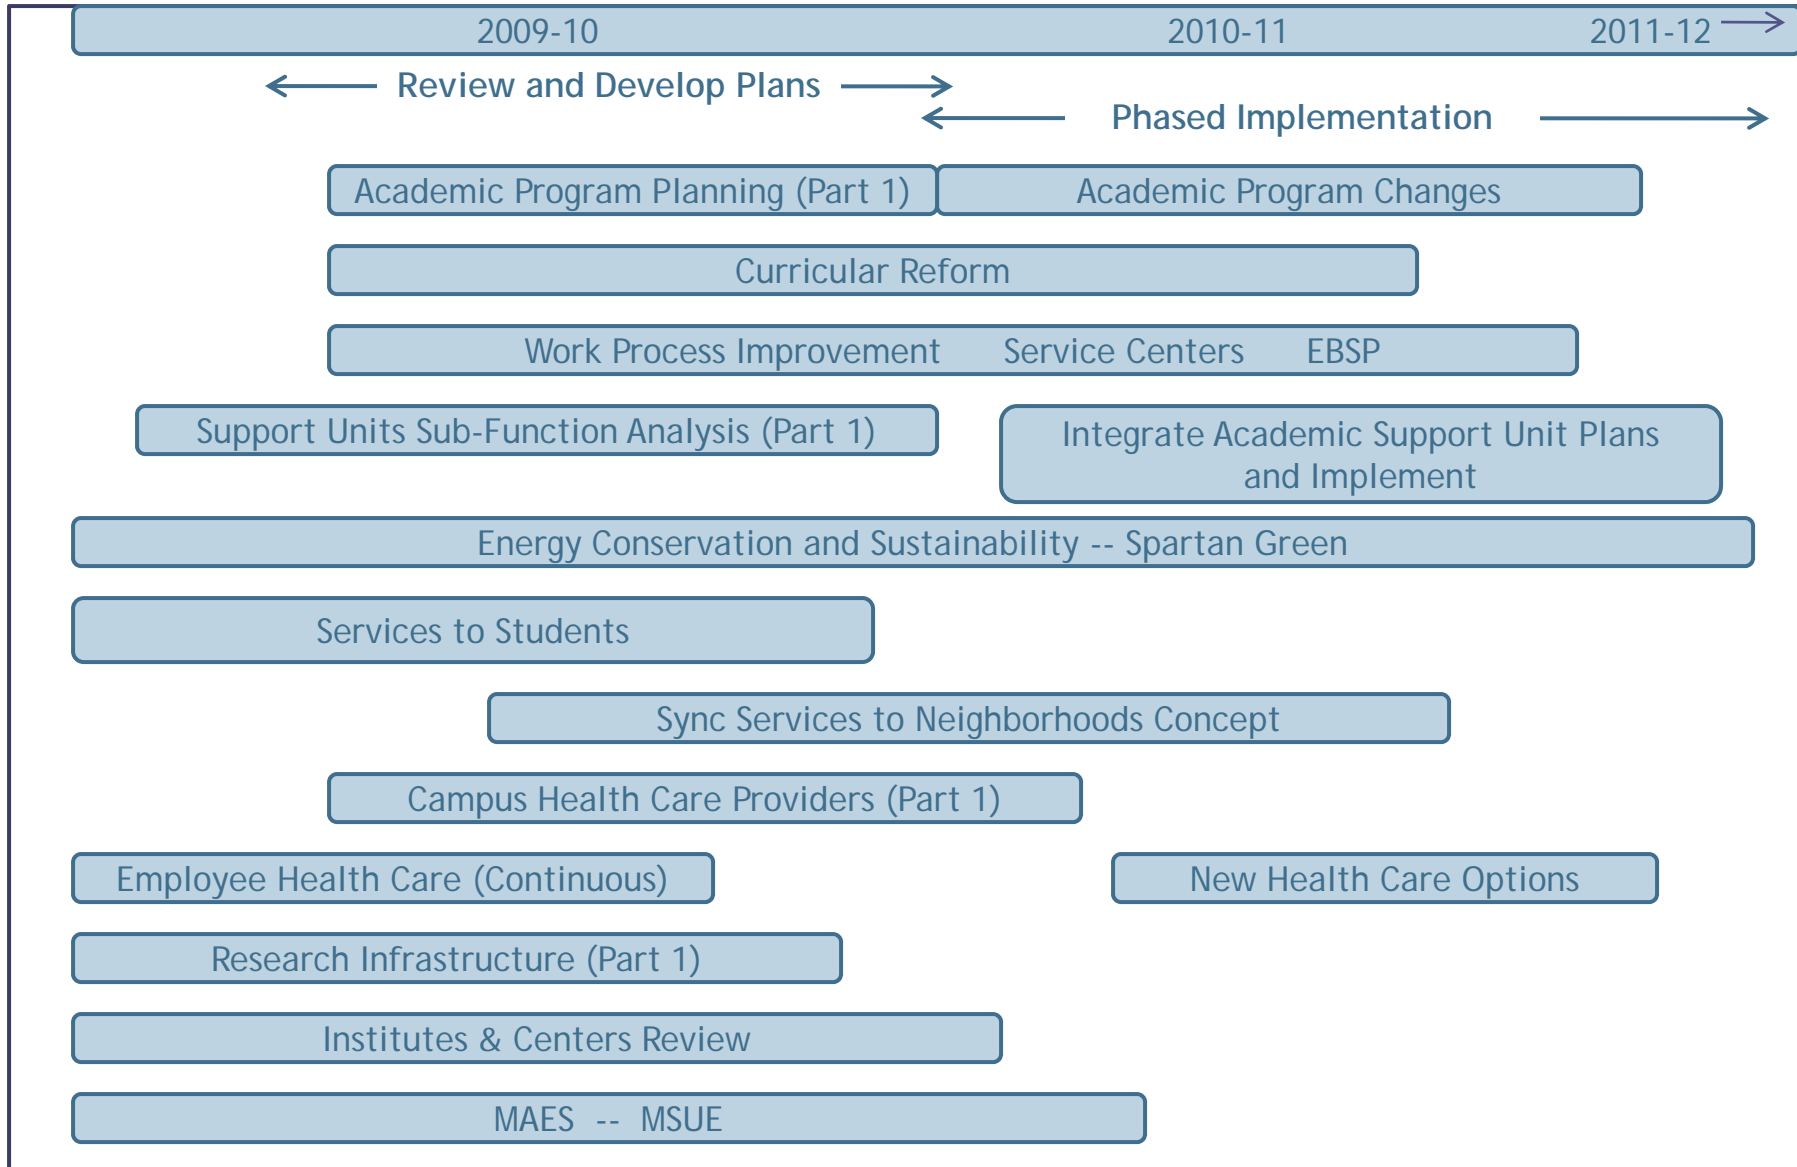 2009-10 2010-11 2011-12
Review and Develop Plans
Phased Implementation
Academic Program Planning (Part 1) Academic Program Changes
Curricular Reform
Work Process Improvement Service Centers EBSP
Support Units Sub-Function Analysis (Part 1)
Integrate Academic Support Unit Plans
and Implement
Energy Conservation and Sustainability -- Spartan Green
Services to Students
Sync Services to Neighborhoods Concept
Campus Health Care Providers (Part 1)
Employee Health Care (Continuous) New Health Care Options
Research Infrastructure (Part 1)
Institutes & Centers Review
MAES -- MSUE